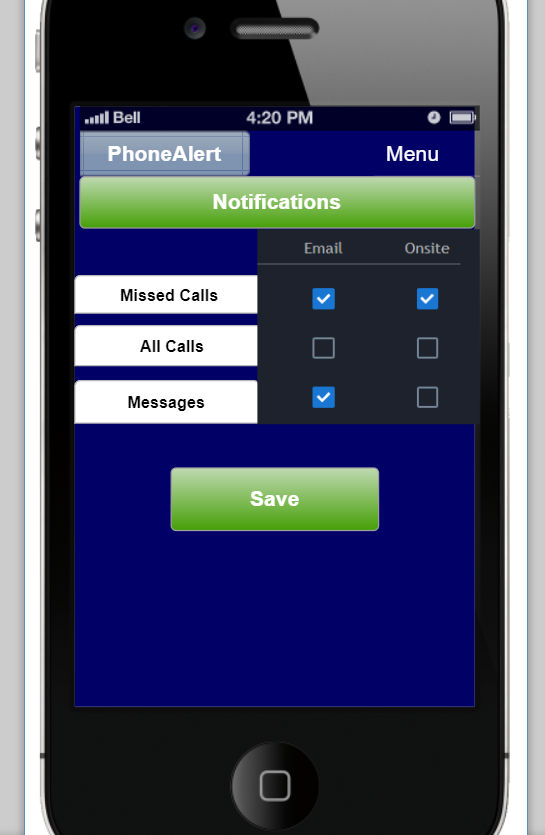 Bell 4:20 PM
PhoneAlert Menu
Notifications
Email Onsite
Missed Calls
All Calls
Messages
Save